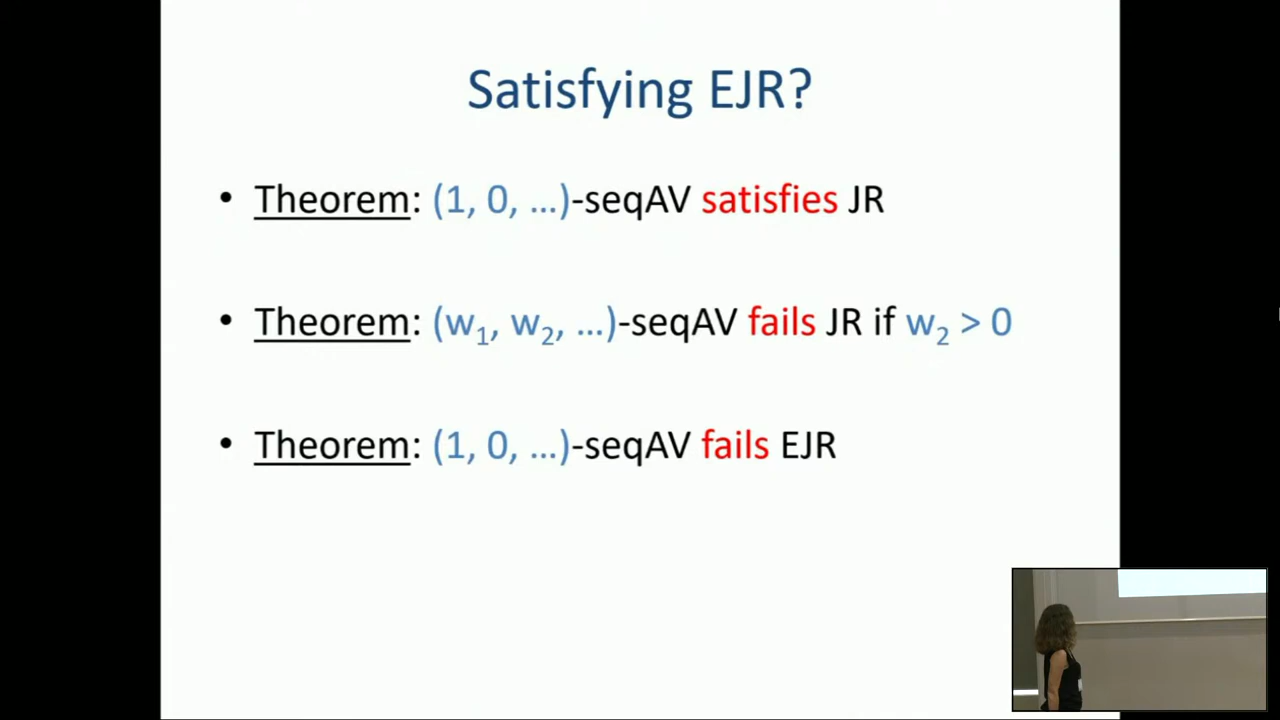 Satisfying EJR?
• Theorem: (1, 0, …)-seqAV satisfies JR
• Theorem: (w₁, w₂, …)-seqAV fails JR if w₂ > 0
• Theorem: (1, 0, …)-seqAV fails EJR